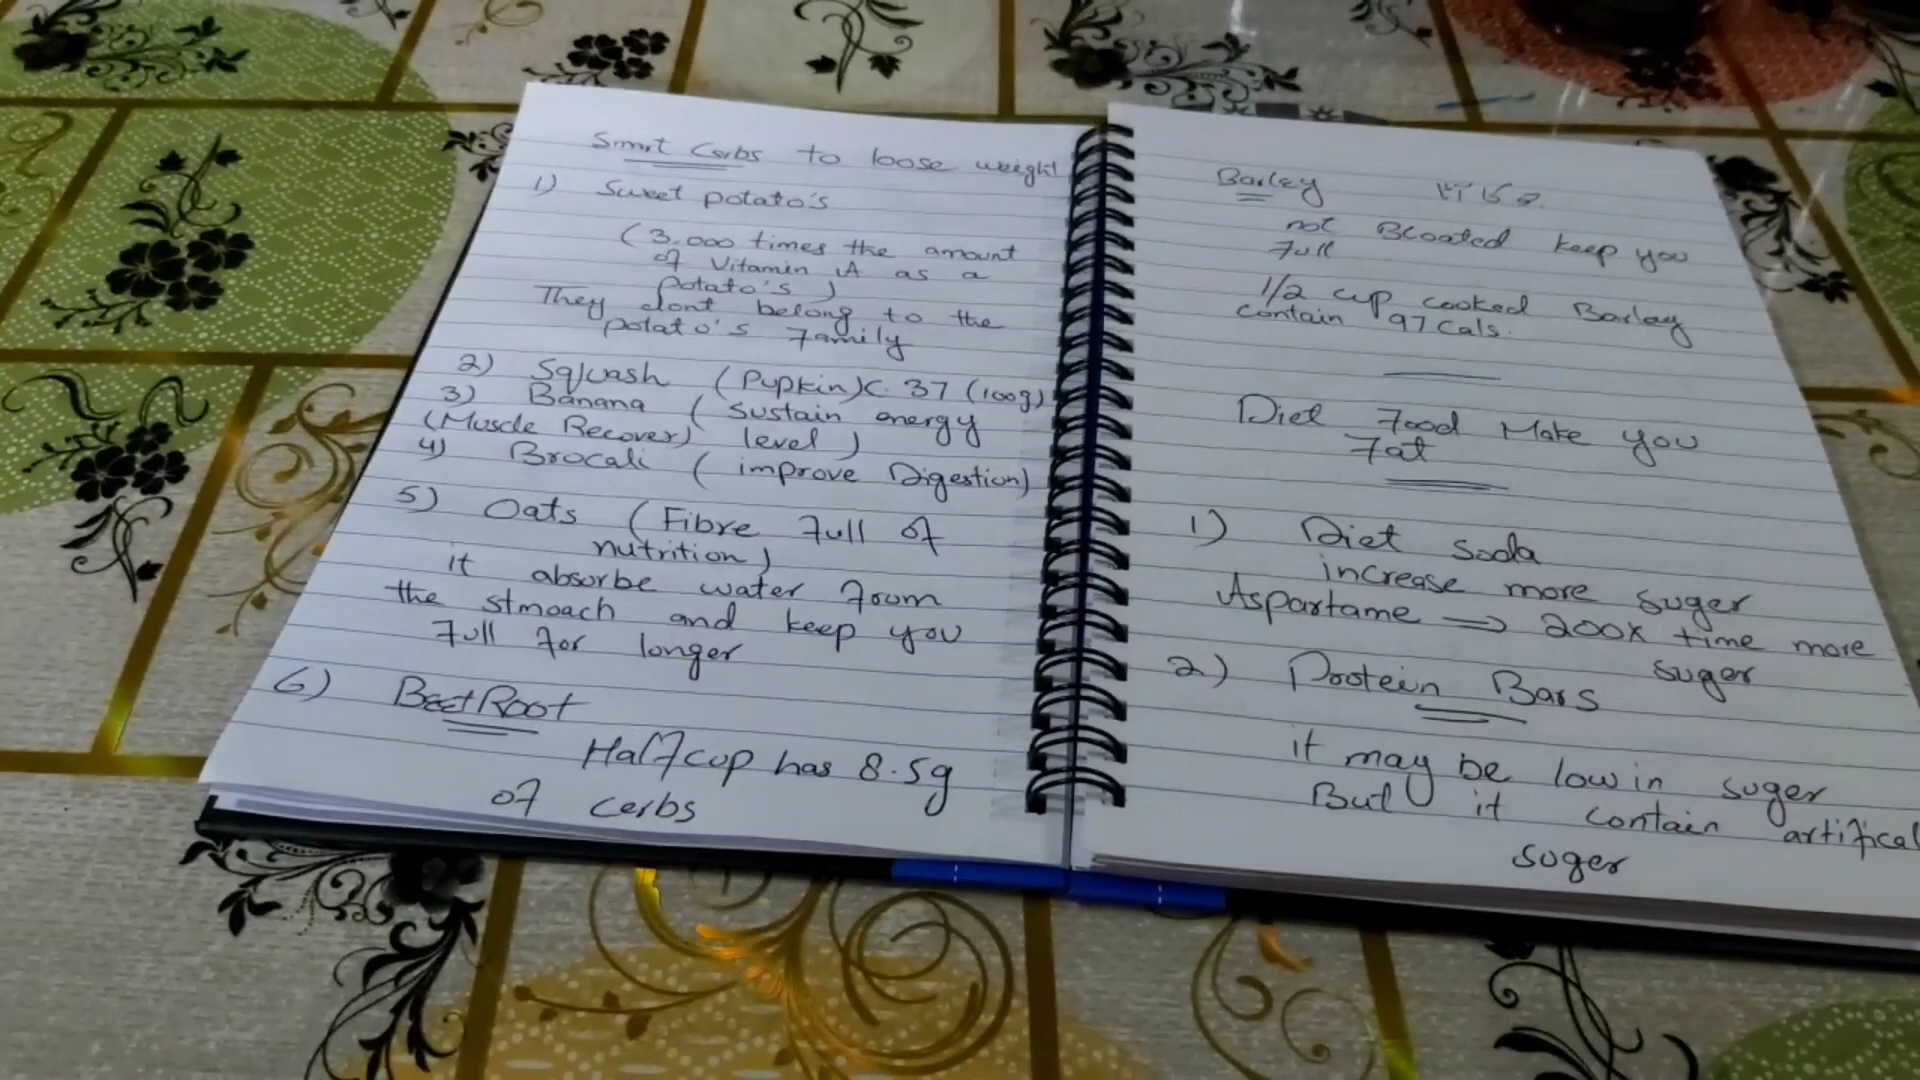 Smart Cerbs to loose weight
1) Sweet potato's
(3.000 times the amount
of Vitamin A as a
potato's)
They dont belong to the
potato's family
2) Squash (Pupkin) C. 37 (100g)
3) Banana (Sustain energy
(Muscle Recover) level)
4) Brocali (improve Digestion)
5) Oats (Fibre full of
nutrition)
it absorbe water from
the stmoach and keep you
full for longer
6) BeetRoot
Half cup has 8.5g
of cerbs
Barley
not Bloated keep you
full
1/2 cup cooked Barley
contain 97 cals.
Diet food Make you
fat
1) Diet soda
increase more suger
Aspartame => 200x time more
suger
2) Protein Bars
it may be low in suger
But it contain artifical
suger